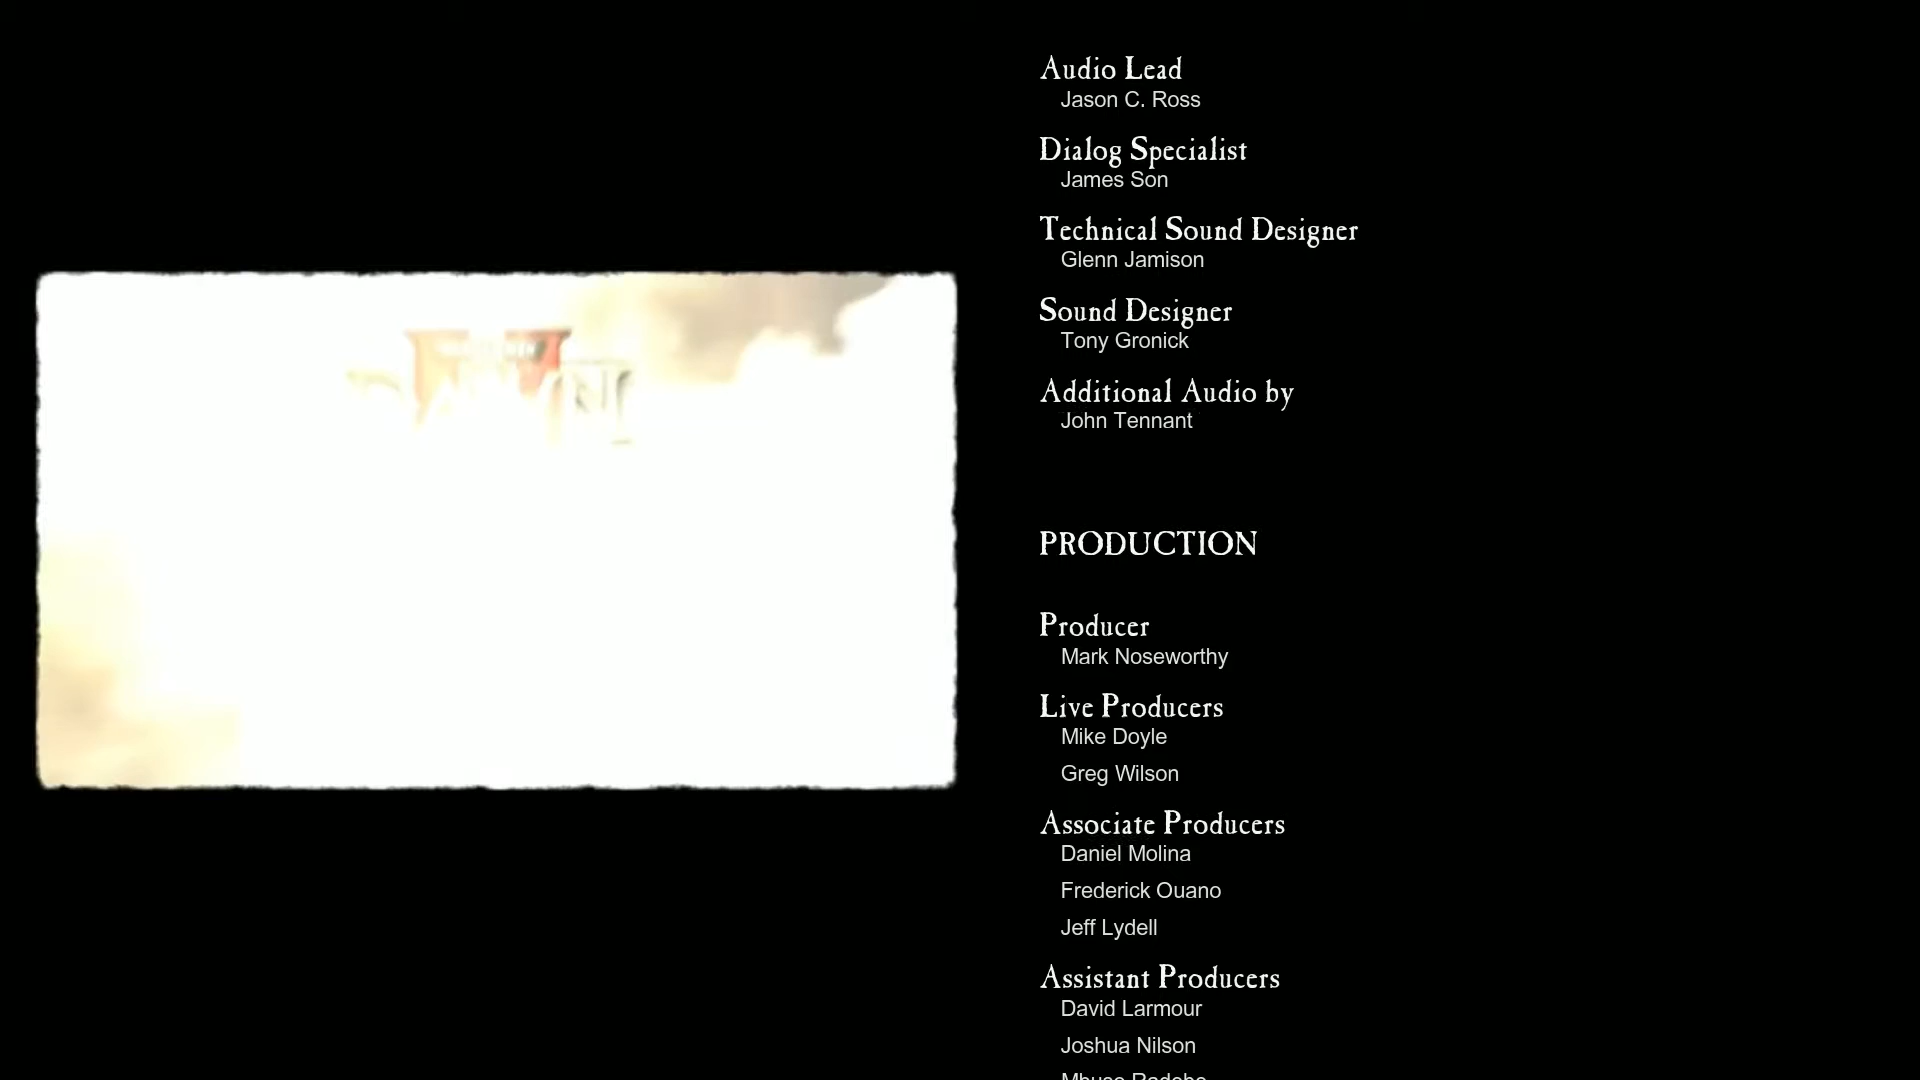 Audio Lead
Jason C. Ross
Dialog Specialist
James Son
Technical Sound Designer
Glenn Jamison
Sound Designer
Tony Gronick
Additional Audio by
John Tennant
PRODUCTION
Producer
Mark Noseworthy
Live Producers
Mike Doyle
Greg Wilson
Associate Producers
Daniel Molina
Frederick Ouano
Jeff Lydell
Assistant Producers
David Larmour
Joshua Nilson